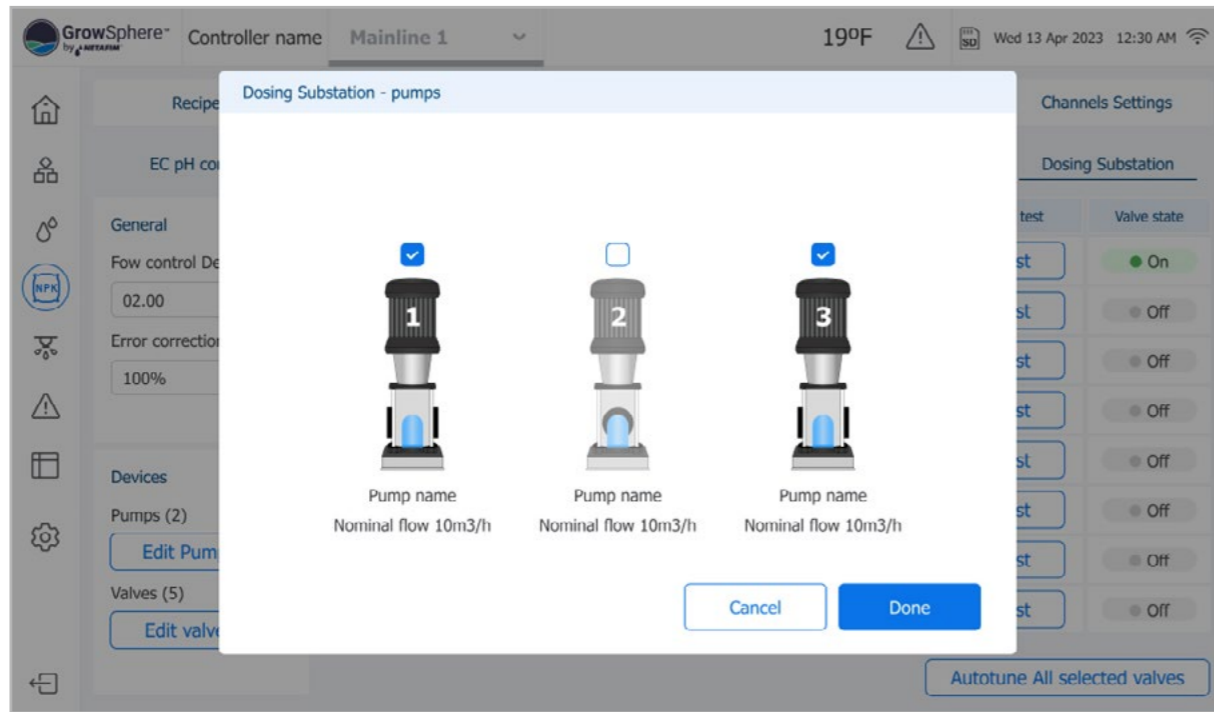 GrowSphere™
by NETAFIM™
Controller name
Mainline 1
19ºF
SD
Wed 13 Apr 2023 12:30 AM
Recipe
Dosing Substation - pumps
Channels Settings
EC pH co
Dosing Substation
General
test
Valve state
Fow control De
st
On
NPK
02.00
1
2
3
st
Off
Error correction
st
Off
100%
st
Off
Devices
st
Off
Pump name
Pump name
Pump name
Pumps (2)
st
Off
Nominal flow 10m3/h
Nominal flow 10m3/h
Nominal flow 10m3/h
Edit Pum
st
Off
Valves (5)
Cancel
Done
st
Off
Edit valve
Autotune All selected valves